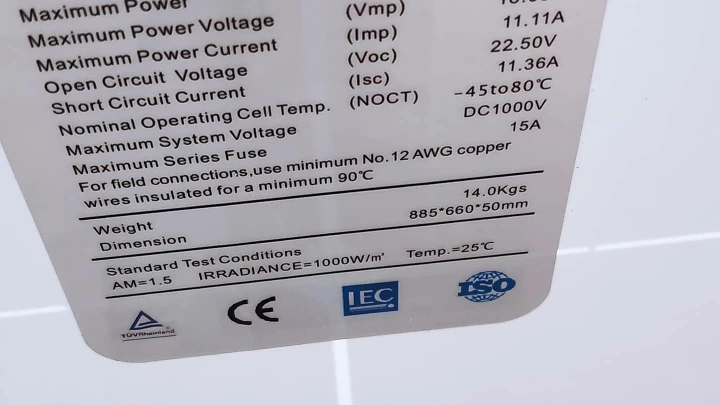 Maximum Power
Maximum Power Voltage (Vmp)
Maximum Power Current (Imp) 11.11A
Open Circuit Voltage (Voc) 22.50V
Short Circuit Current (Isc) 11.36A
Nominal Operating Cell Temp. (NOCT) -45to80℃
Maximum System Voltage DC1000V
Maximum Series Fuse 15A
For field connections,use minimum No.12 AWG copper
wires insulated for a minimum 90℃
Weight 14.0Kgs
Dimension 885*660*50mm
Standard Test Conditions
AM=1.5 IRRADIANCE=1000W/㎡ Temp.=25℃
TÜVRheinland®
CE
IEC
ISO